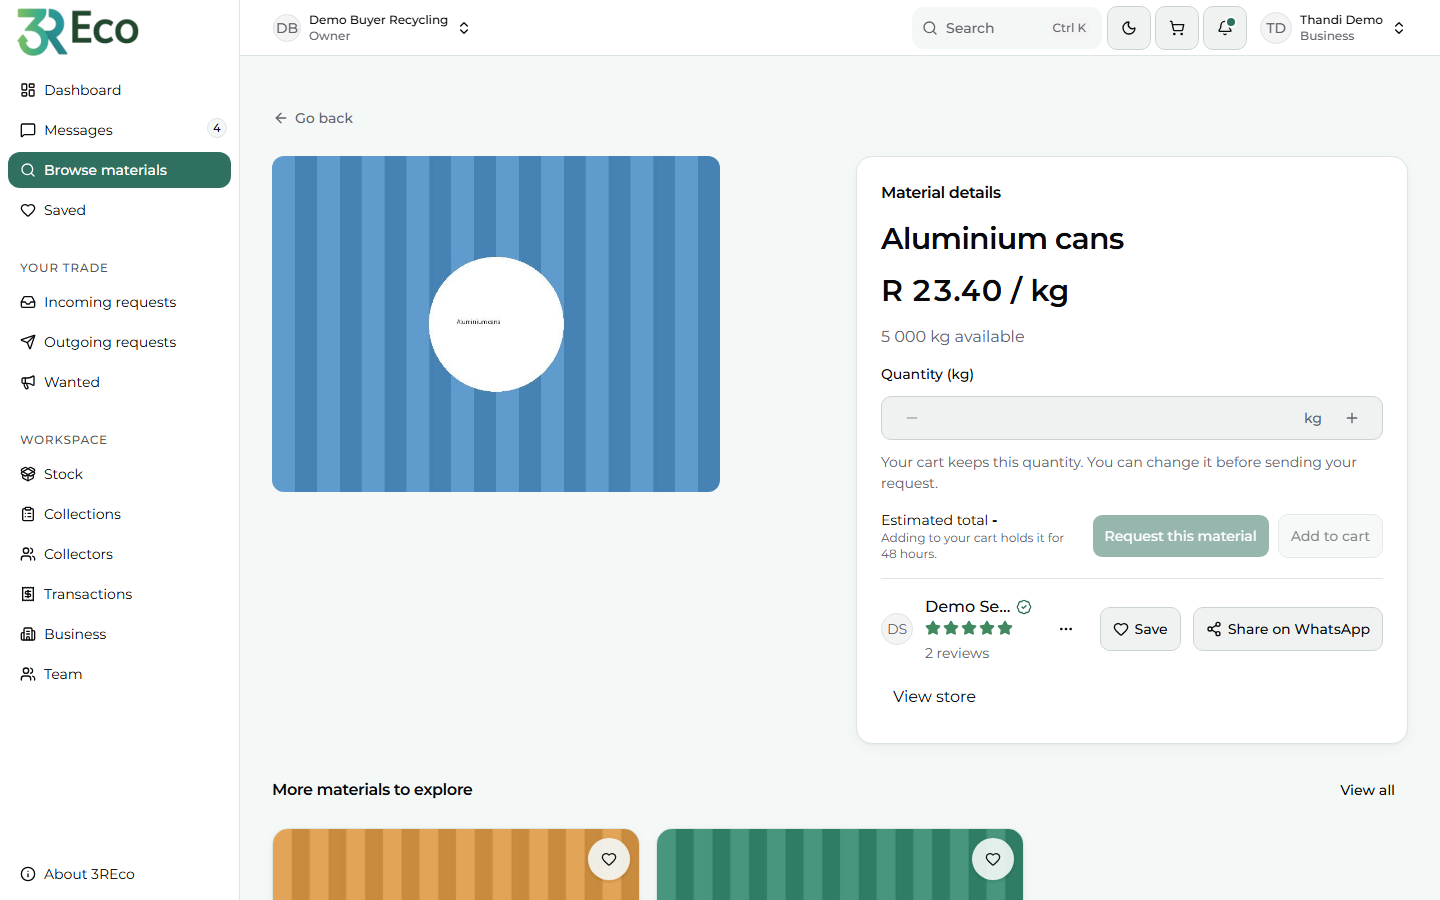 3R Eco
Demo Buyer Recycling
Owner
Search
Ctrl K
TD
Thandi Demo
Business
DB
Dashboard
Messages
4
Browse materials
Saved
YOUR TRADE
Incoming requests
Outgoing requests
Wanted
WORKSPACE
Stock
Collections
Collectors
Transactions
Business
Team
About 3REco
Go back
Aluminium cans
Material details
Aluminium cans
R 23.40 / kg
5 000 kg available
Quantity (kg)
kg
Your cart keeps this quantity. You can change it before sending your
request.
Estimated total -
Adding to your cart holds it for
48 hours.
Request this material
Add to cart
DS
Demo Se...
2 reviews
Save
Share on WhatsApp
View store
More materials to explore
View all